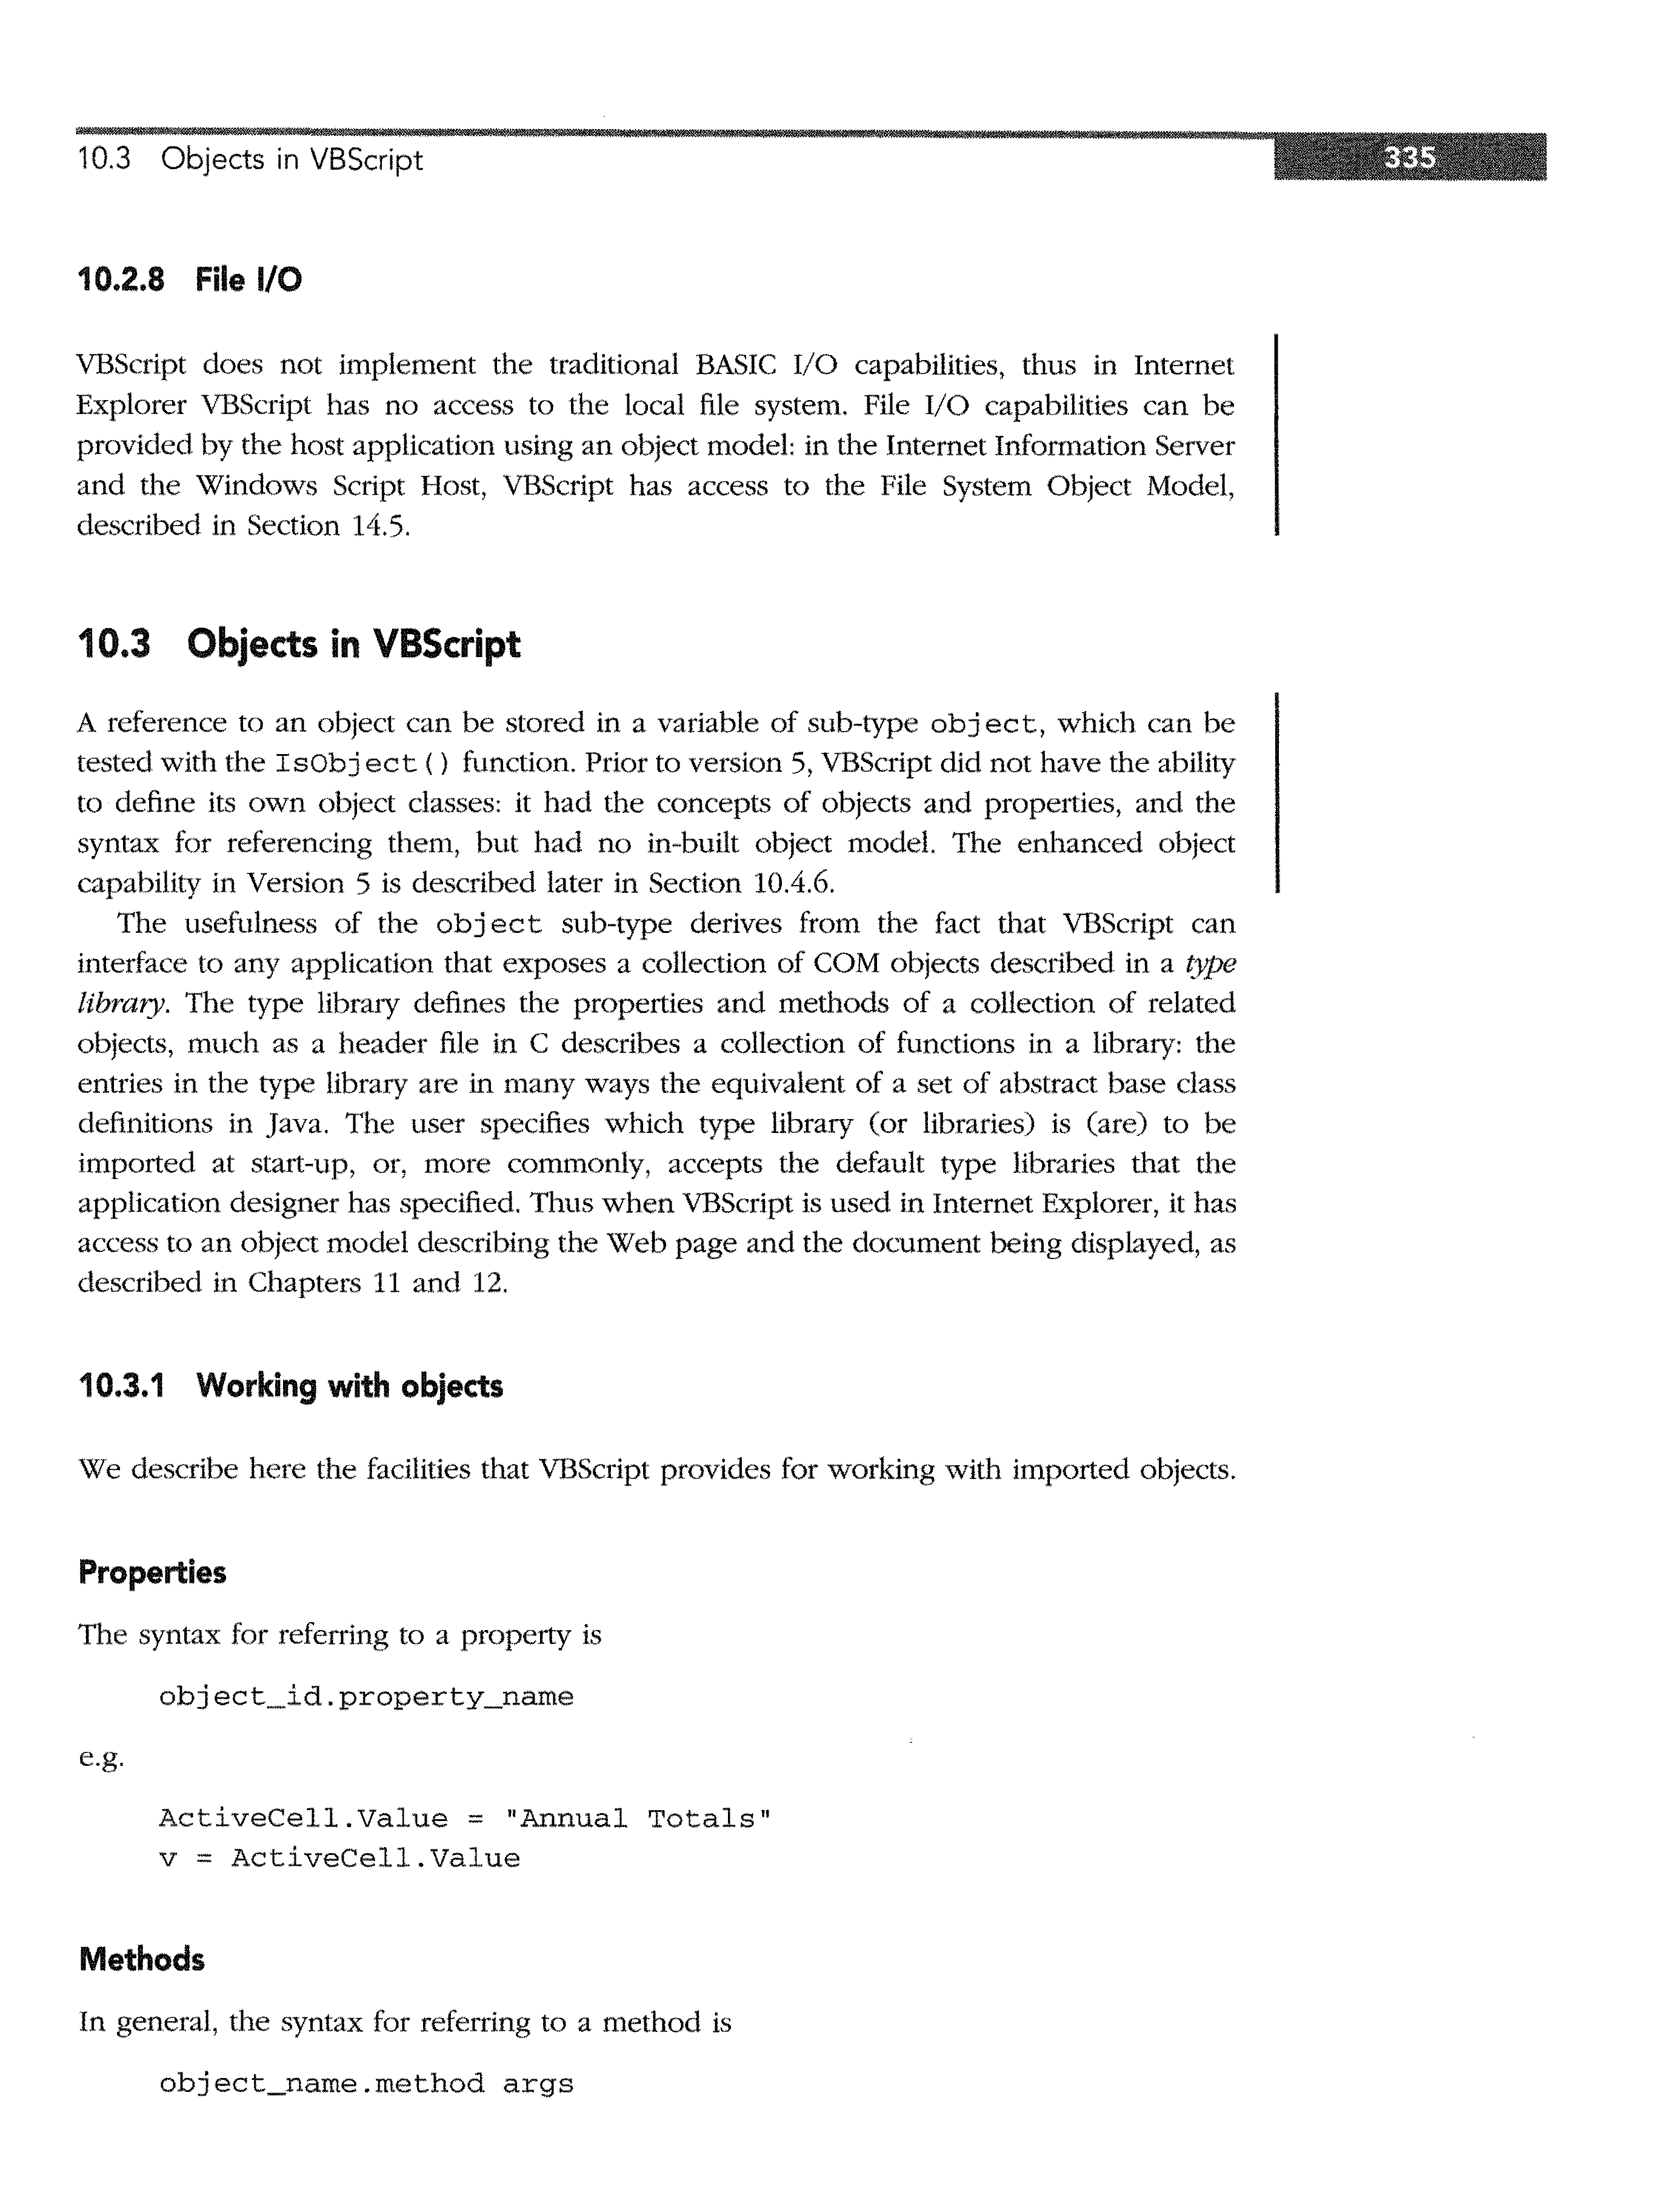 10.3 Objects in VBScript 335
10.2.8 File I/O
VBScript does not implement the traditional BASIC I/O capabilities, thus in Internet
Explorer VBScript has no access to the local file system. File I/O capabilities can be
provided by the host application using an object model: in the Internet Information Server
and the Windows Script Host, VBScript has access to the File System Object Model,
described in Section 14.5.
10.3 Objects in VBScript
A reference to an object can be stored in a variable of sub-type object, which can be
tested with the IsObject() function. Prior to version 5, VBScript did not have the ability
to define its own object classes: it had the concepts of objects and properties, and the
syntax for referencing them, but had no in-built object model. The enhanced object
capability in Version 5 is described later in Section 10.4.6.
The usefulness of the object sub-type derives from the fact that VBScript can
interface to any application that exposes a collection of COM objects described in a type
library. The type library defines the properties and methods of a collection of related
objects, much as a header file in C describes a collection of functions in a library: the
entries in the type library are in many ways the equivalent of a set of abstract base class
definitions in Java. The user specifies which type library (or libraries) is (are) to be
imported at start-up, or, more commonly, accepts the default type libraries that the
application designer has specified. Thus when VBScript is used in Internet Explorer, it has
access to an object model describing the Web page and the document being displayed, as
described in Chapters 11 and 12.
10.3.1 Working with objects
We describe here the facilities that VBScript provides for working with imported objects.
Properties
The syntax for referring to a property is
object_id.property_name
e.g.
ActiveCell.Value = "Annual Totals"
v = ActiveCell.Value
Methods
In general, the syntax for referring to a method is
object_name.method args